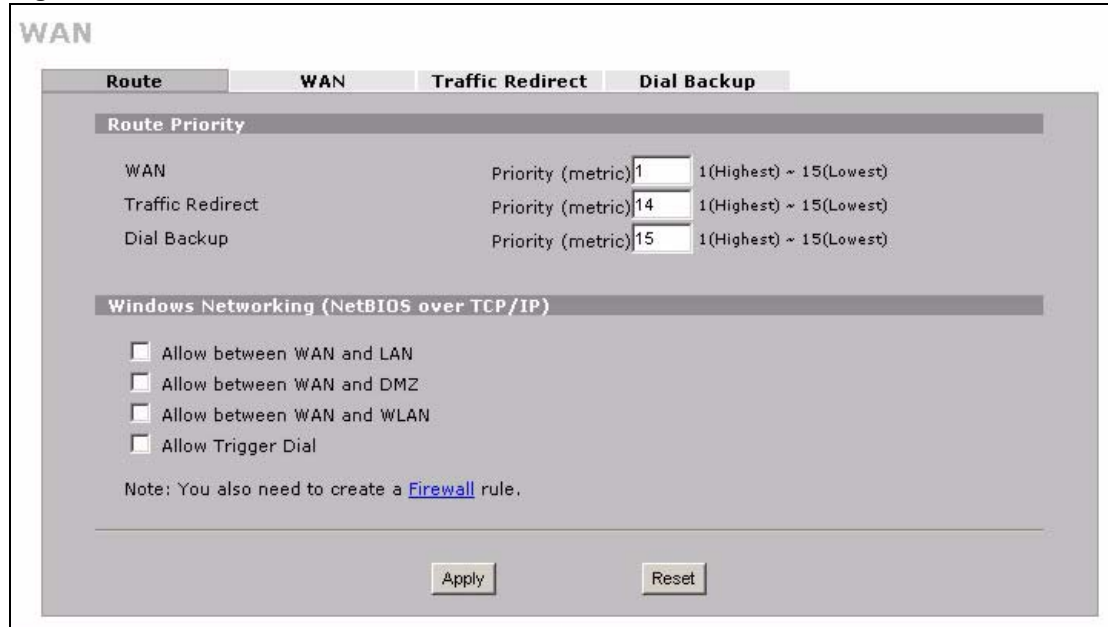 WAN
Route WAN Traffic Redirect Dial Backup
Route Priority
WAN Priority (metric) 1 1(Highest) ~ 15(Lowest)
Traffic Redirect Priority (metric) 14 1(Highest) ~ 15(Lowest)
Dial Backup Priority (metric) 15 1(Highest) ~ 15(Lowest)
Windows Networking (NetBIOS over TCP/IP)
Allow between WAN and LAN
Allow between WAN and DMZ
Allow between WAN and WLAN
Allow Trigger Dial
Note: You also need to create a Firewall rule.
Apply Reset